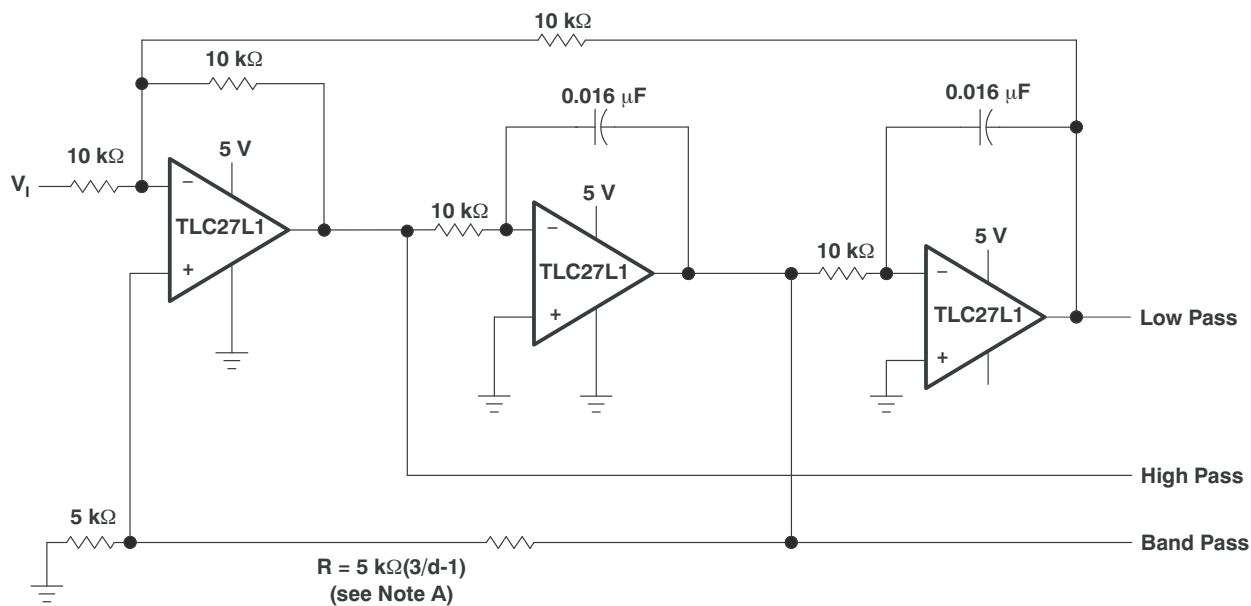 10 kΩ
10 kΩ
0.016 μF
0.016 μF
10 kΩ
5 V
V_I
−
TLC27L1
+
5 V
10 kΩ
−
TLC27L1
+
5 V
10 kΩ
−
TLC27L1
+
Low Pass
High Pass
5 kΩ
Band Pass
R = 5 kΩ(3/d-1)
(see Note A)